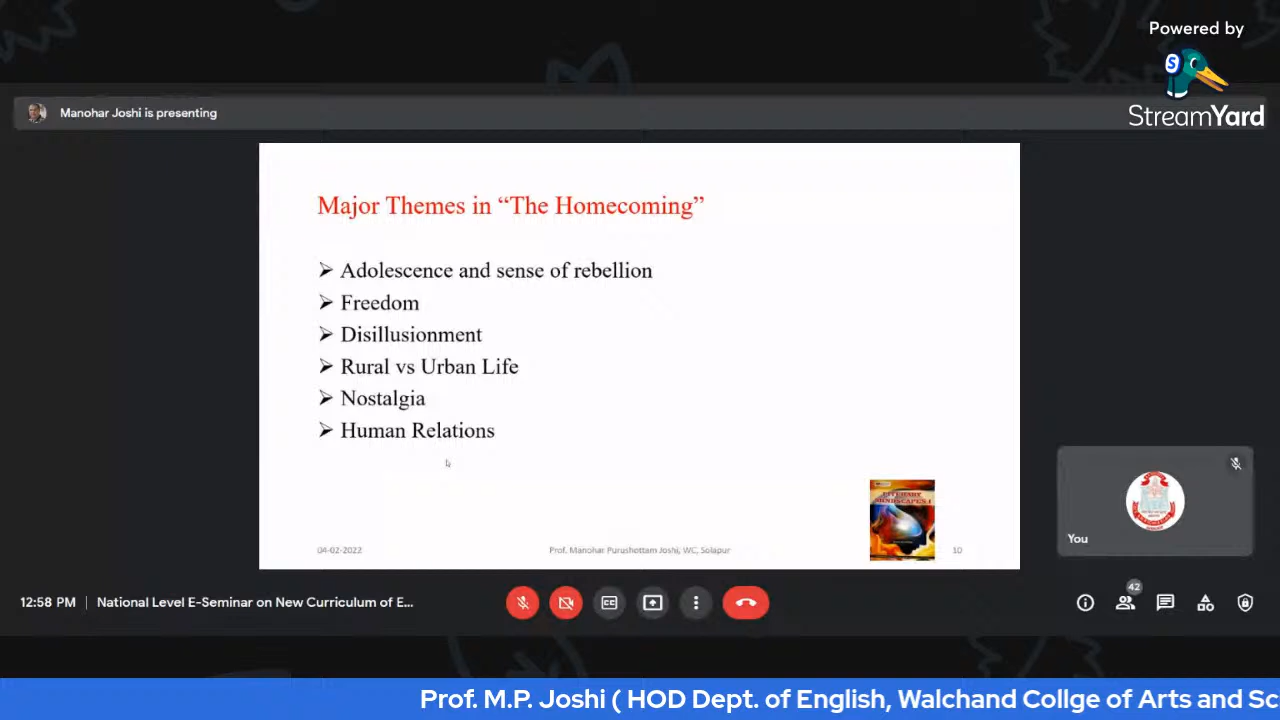 Powered by
StreamYard
Manohar Joshi is presenting
Major Themes in “The Homecoming”
Adolescence and sense of rebellion
Freedom
Disillusionment
Rural vs Urban Life
Nostalgia
Human Relations
LITERARY
You
04-02-2022
Prof. Manohar Purushottam Joshi, WC, Solapur
10
12:58 PM
National Level E-Seminar on New Curriculum of E...
CC
42
Prof. M.P. Joshi ( HOD Dept. of English, Walchand Collge of Arts and Sc